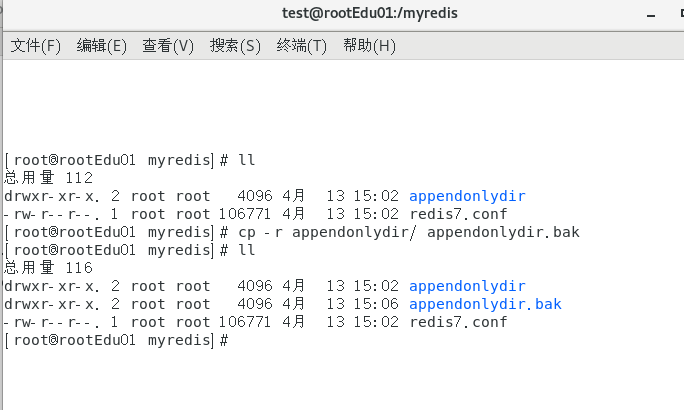 test@rootEdu01:/myredis
文件(F) 编辑(E) 查看(V) 搜索(S) 终端(T) 帮助(H)
[root@rootEdu01 myredis]# ll
总用量 112
drwxr-xr-x. 2 root root   4096 4月  13 15:02 appendonlydir
-rw-r--r--. 1 root root 106771 4月  13 15:02 redis7.conf
[root@rootEdu01 myredis]# cp -r appendonlydir/ appendonlydir.bak
[root@rootEdu01 myredis]# ll
总用量 116
drwxr-xr-x. 2 root root   4096 4月  13 15:02 appendonlydir
drwxr-xr-x. 2 root root   4096 4月  13 15:06 appendonlydir.bak
-rw-r--r--. 1 root root 106771 4月  13 15:02 redis7.conf
[root@rootEdu01 myredis]#